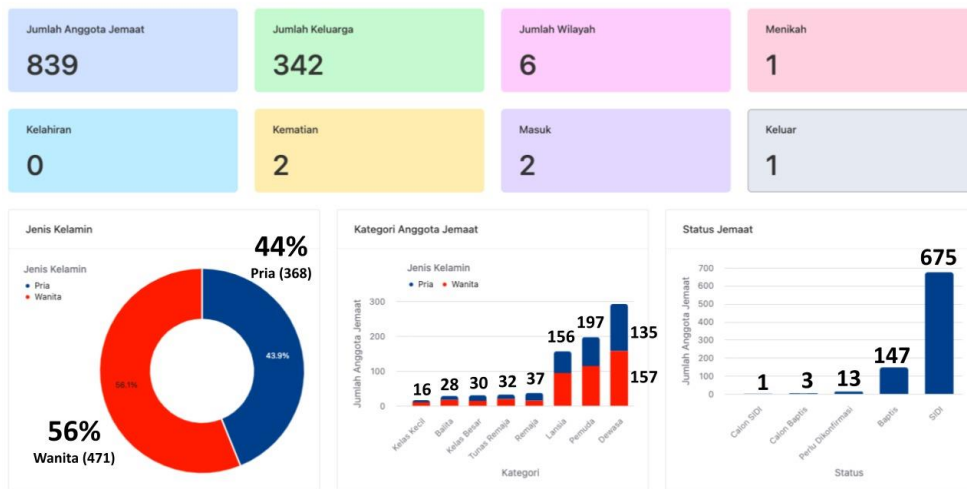 Jumlah Anggota Jemaat
839
Jumlah Keluarga
342
Jumlah Wilayah
6
Menikah
1
Kelahiran
0
Kematian
2
Masuk
2
Keluar
1
Jenis Kelamin
44%
Pria (368)
Jenis Kelamin
Pria
Wanita
43.9%
56.1%
56%
Wanita (471)
Kategori Anggota Jemaat
Jenis Kelamin
Pria Wanita
Jumlah Anggota Jemaat
300
200
100
0
16
28
30
32
37
156
197
135
157
Kelas Kecil
Balita
Kelas Besar
Tunas Remaja
Remaja
Lansia
Pemuda
Dewasa
Kategori
Status Jemaat
Jumlah Anggota Jemaat
700
600
500
400
300
200
100
0
1
3
13
147
675
Calon SIDI
Calon Baptis
Perlu Dikonfirmasi
Baptis
SIDI
Status